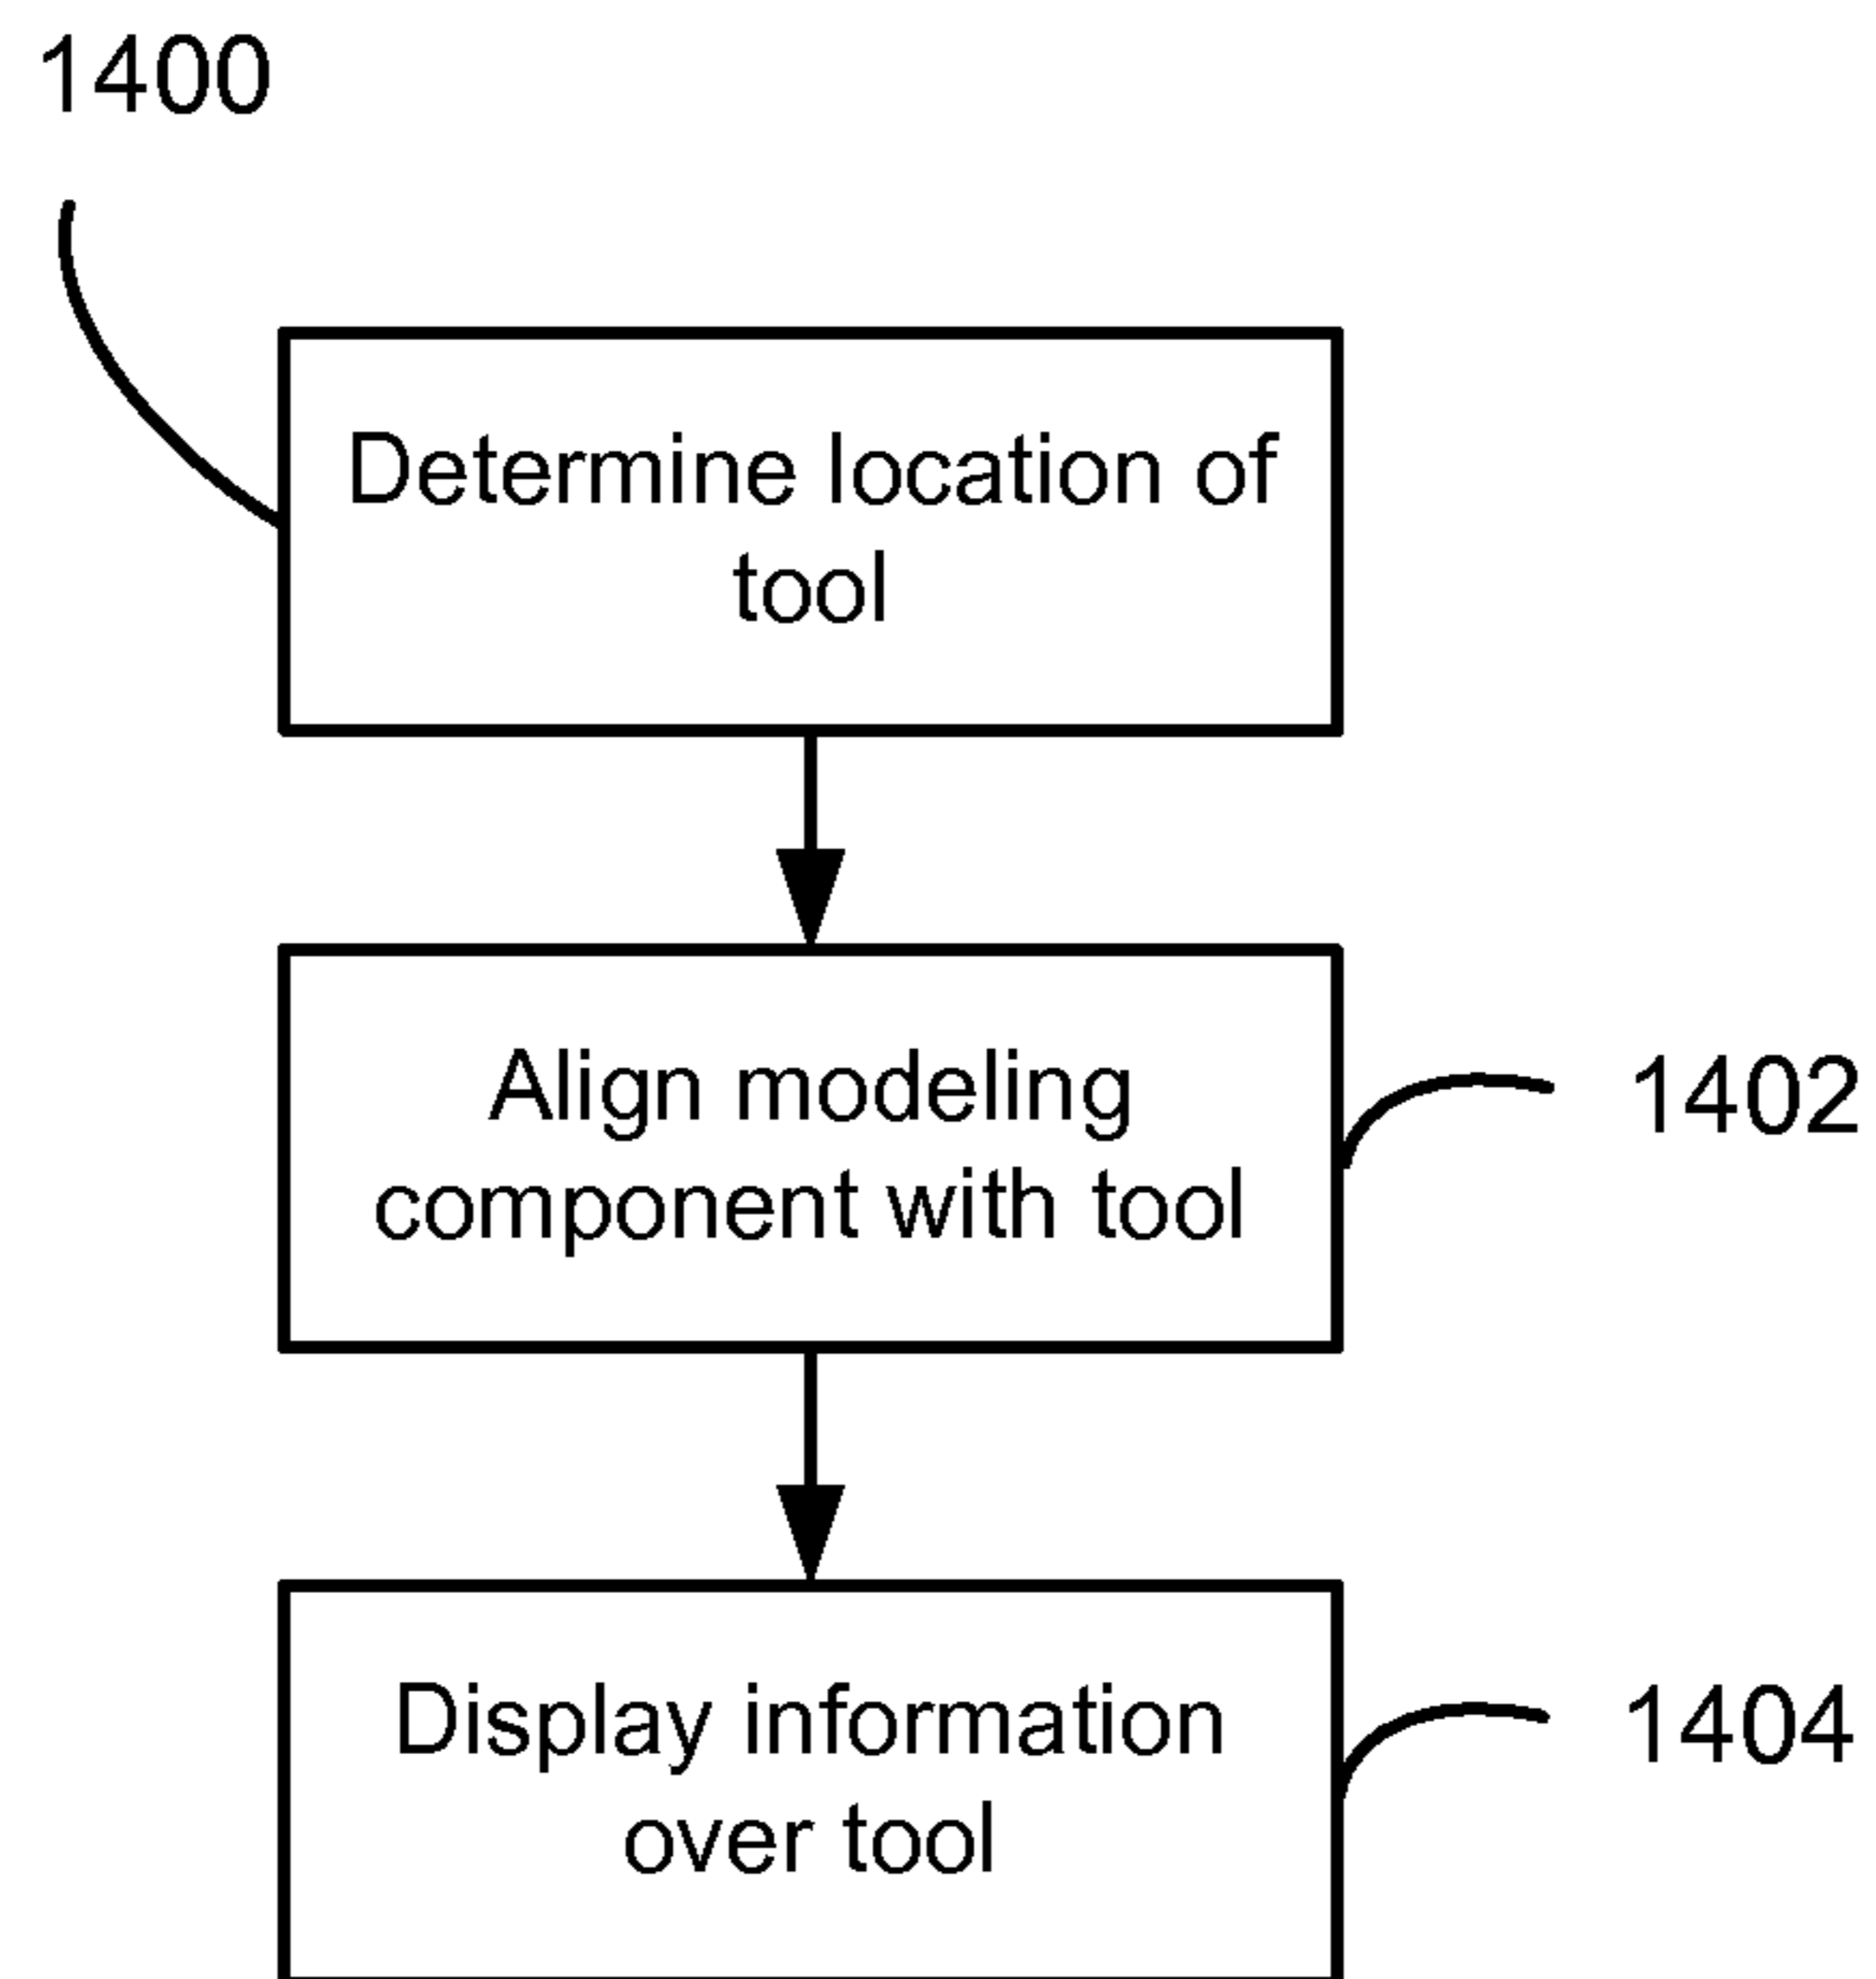 1400
Determine location of
tool
Align modeling
component with tool
1402
Display information
over tool
1404